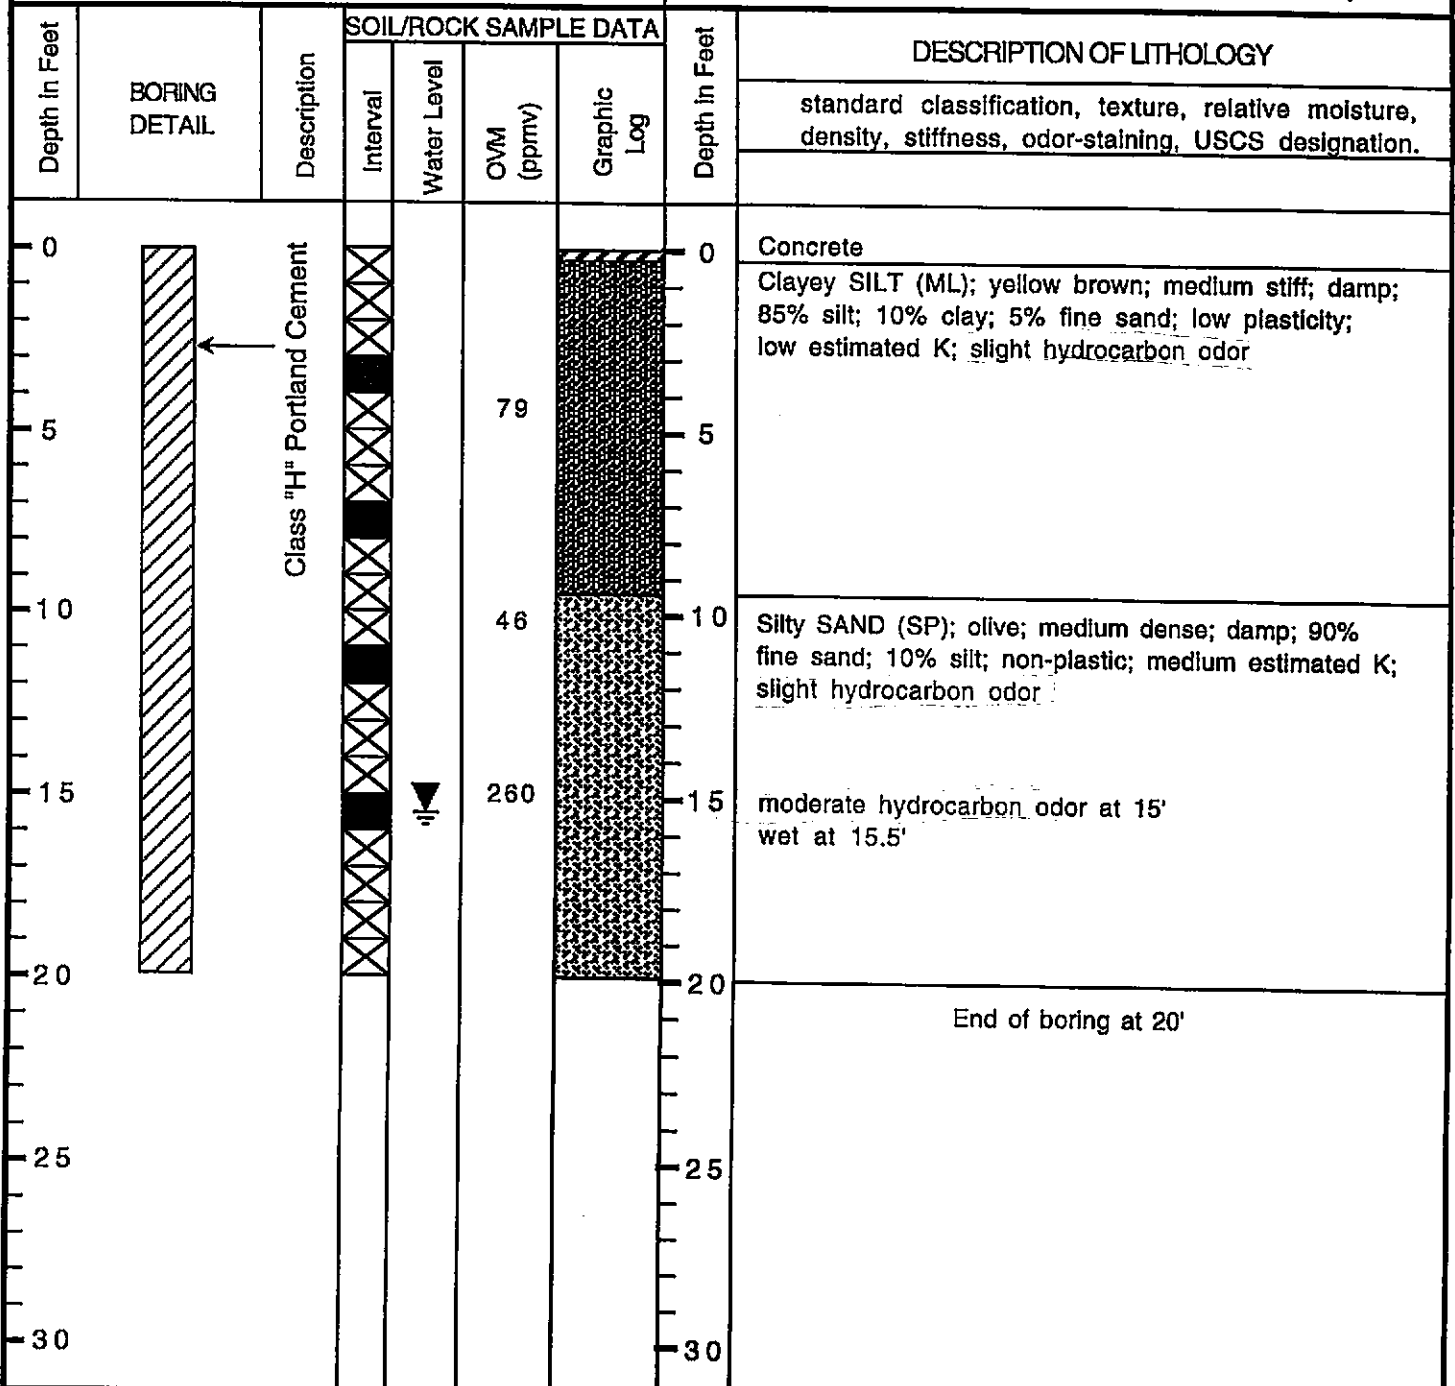 SOIL/ROCK SAMPLE DATA
Depth in Feet
BORING
DETAIL
Description
Interval
Water Level
OVM
(ppmv)
Graphic
Log
Depth in Feet
DESCRIPTION OF LITHOLOGY
standard classification, texture, relative moisture,
density, stiffness, odor-staining, USCS designation.
0
5
10
15
20
25
30
Class "H" Portland Cement
79
46
260
0
5
10
15
20
25
30
Concrete
Clayey SILT (ML); yellow brown; medium stiff; damp;
85% silt; 10% clay; 5% fine sand; low plasticity;
low estimated K; slight hydrocarbon odor
Silty SAND (SP); olive; medium dense; damp; 90%
fine sand; 10% silt; non-plastic; medium estimated K;
slight hydrocarbon odor
moderate hydrocarbon odor at 15'
wet at 15.5'
End of boring at 20'